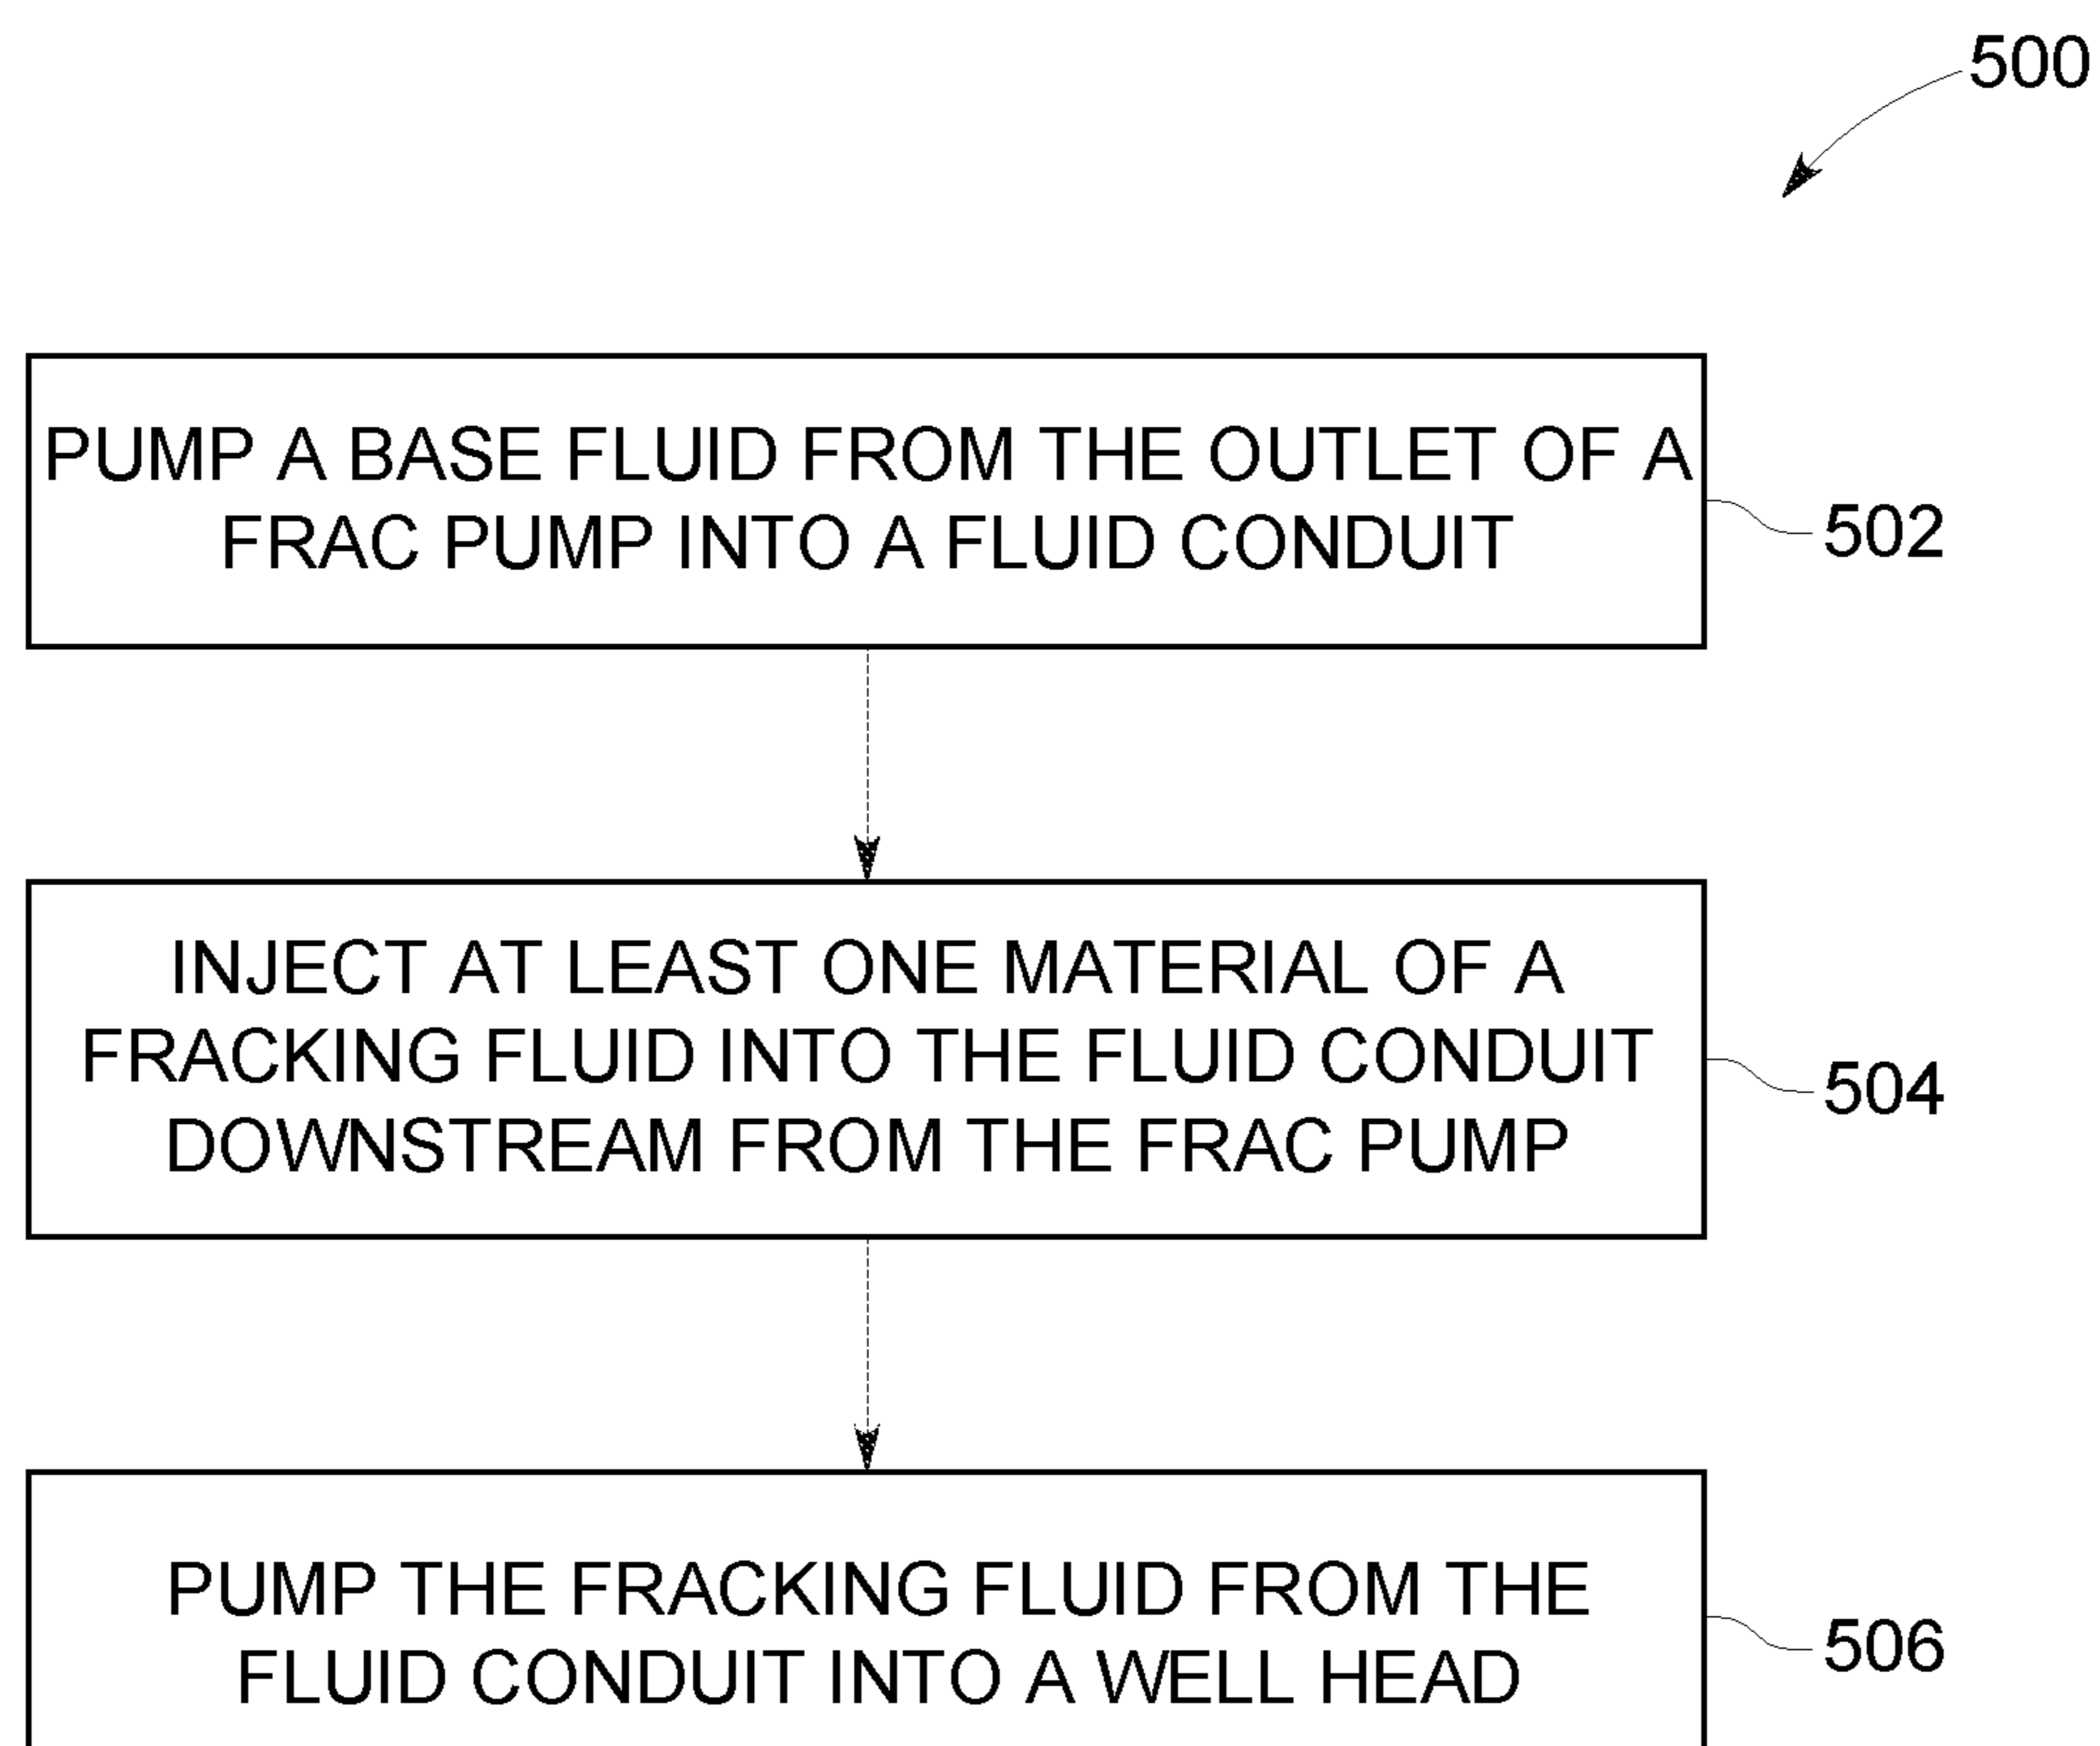 500
PUMP A BASE FLUID FROM THE OUTLET OF A
FRAC PUMP INTO A FLUID CONDUIT
502
INJECT AT LEAST ONE MATERIAL OF A
FRACKING FLUID INTO THE FLUID CONDUIT
DOWNSTREAM FROM THE FRAC PUMP
504
PUMP THE FRACKING FLUID FROM THE
FLUID CONDUIT INTO A WELL HEAD
506